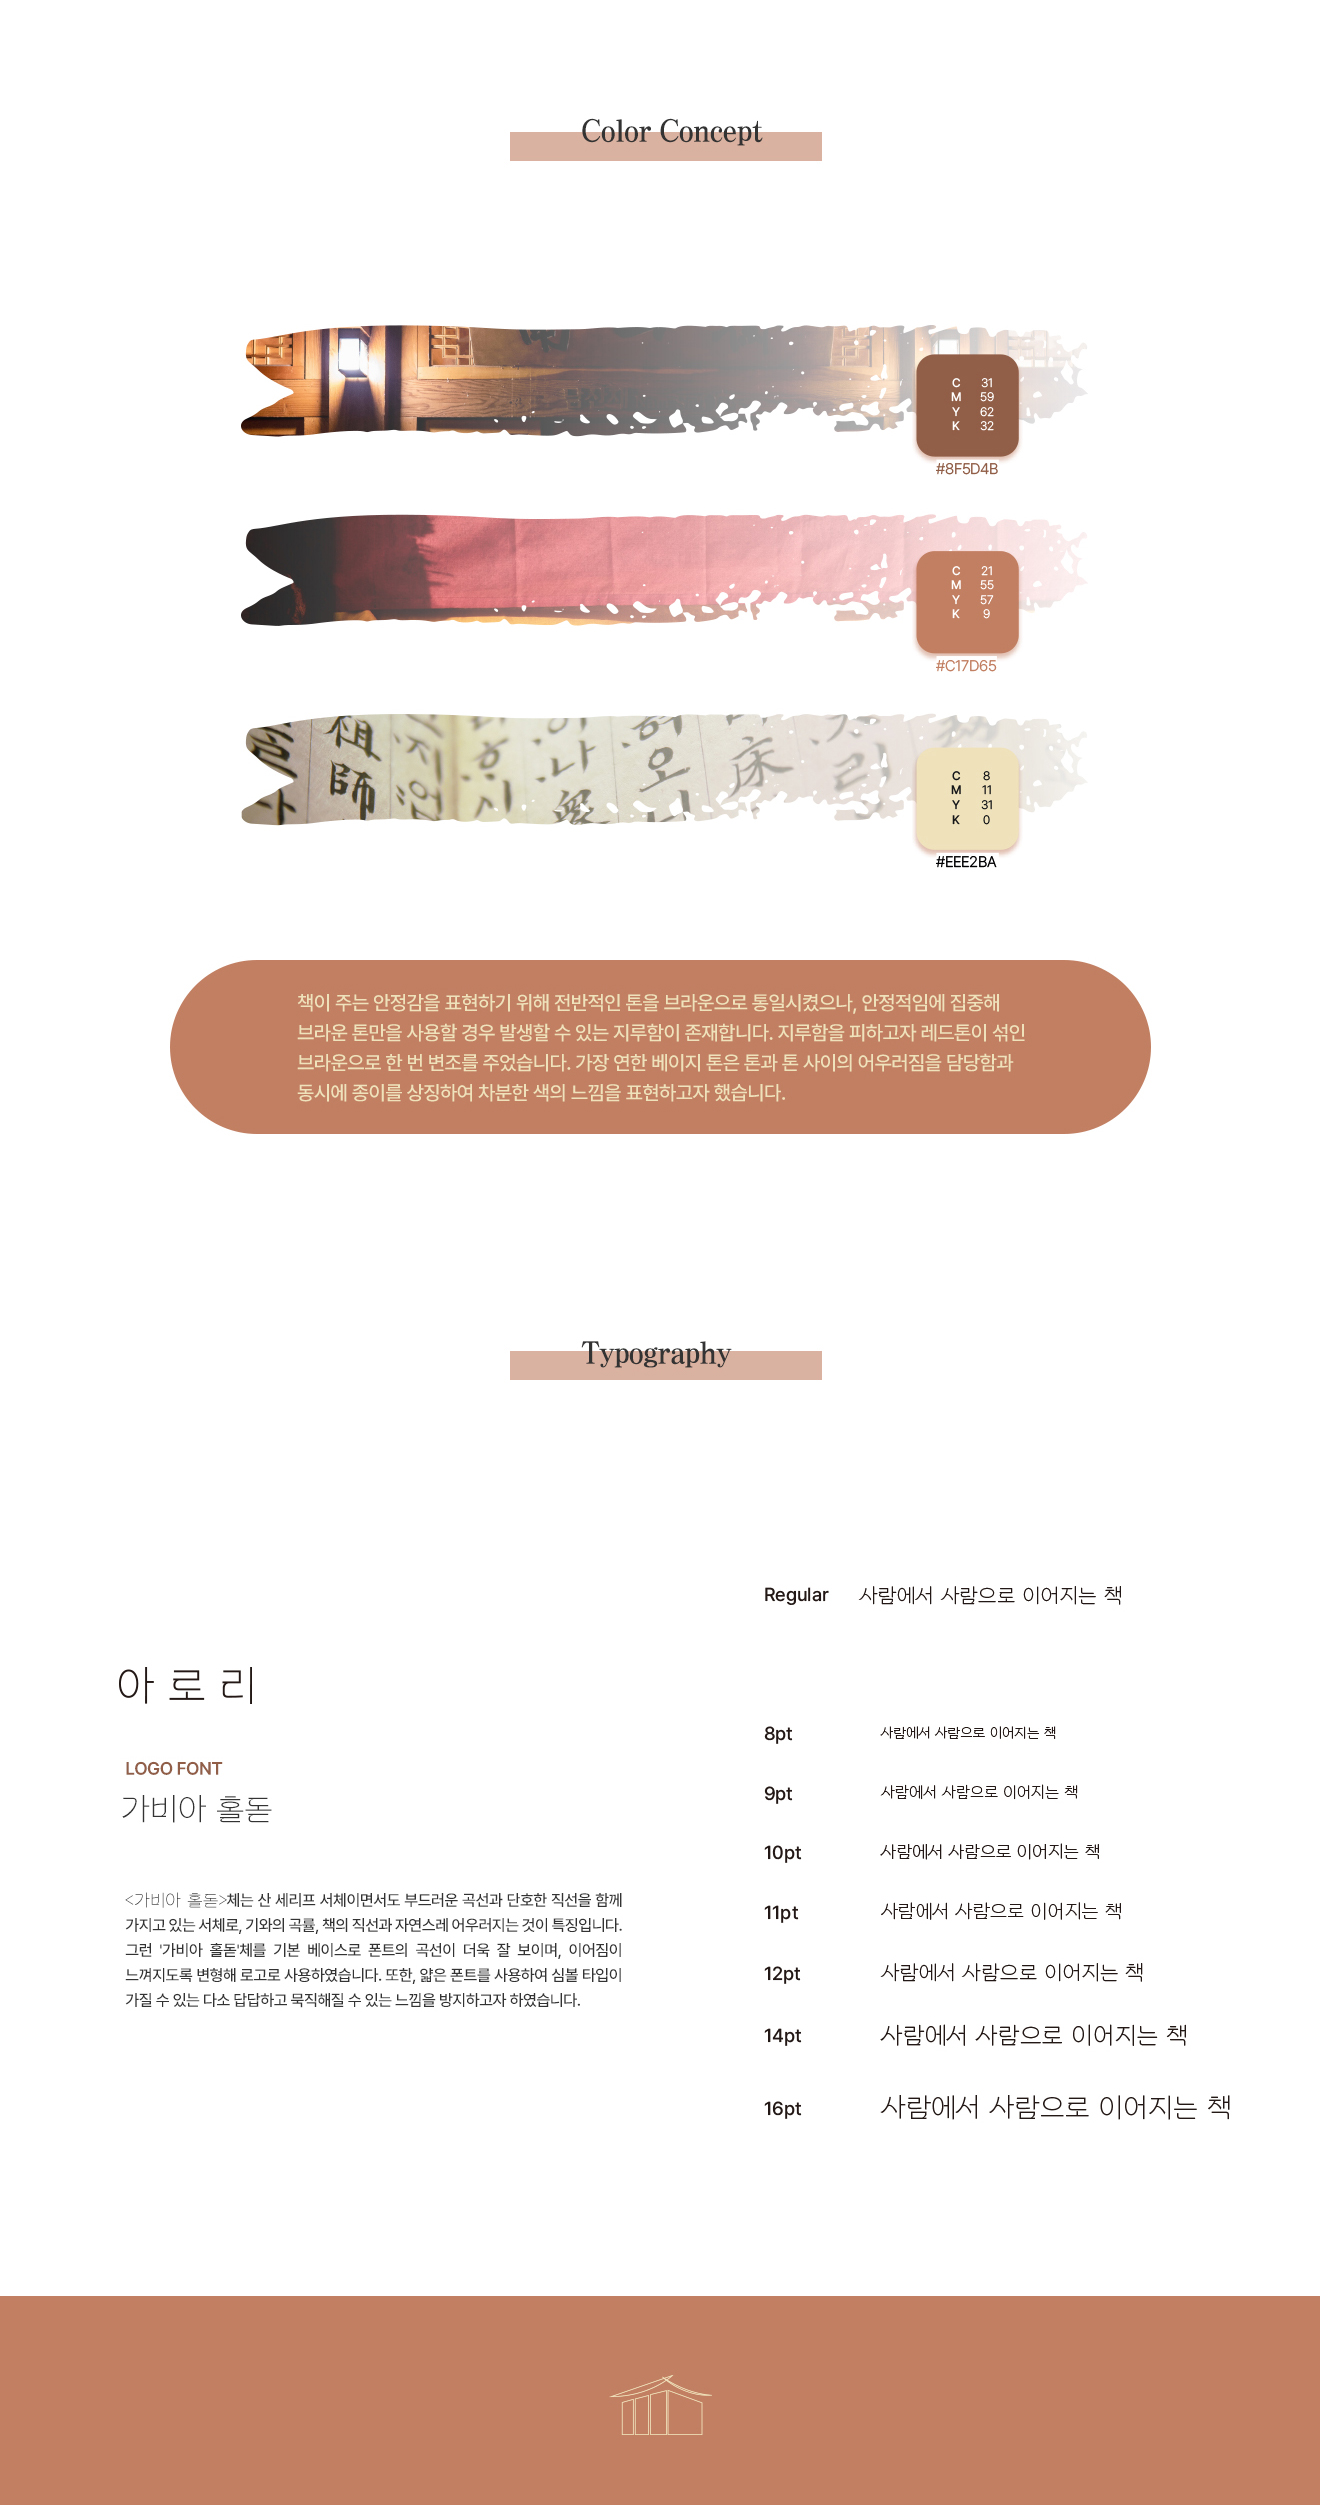 Color Concept
C 31
M 59
Y 62
K 32
#8F5D4B
C 21
M 55
Y 57
K 9
#C17D65
祖
師
床
C 8
M 11
Y 31
K 0
#EEE2BA
책이 주는 안정감을 표현하기 위해 전반적인 톤을 브라운으로 통일시켰으나, 안정적임에 집중해
브라운 톤만을 사용할 경우 발생할 수 있는 지루함이 존재합니다. 지루함을 피하고자 레드톤이 섞인
브라운으로 한 번 변조를 주었습니다. 가장 연한 베이지 톤은 톤과 톤 사이의 어우러짐을 담당함과
동시에 종이를 상징하여 차분한 색의 느낌을 표현하고자 했습니다.
Typography
아로리
LOGO FONT
가비아 홀돋
<가비아 홀돋>체는 산 세리프 서체이면서도 부드러운 곡선과 단호한 직선을 함께
가지고 있는 서체로, 기와의 곡률, 책의 직선과 자연스레 어우러지는 것이 특징입니다.
그런 '가비아 홀돋'체를 기본 베이스로 폰트의 곡선이 더욱 잘 보이며, 이어짐이
느껴지도록 변형해 로고로 사용하였습니다. 또한, 얇은 폰트를 사용하여 심볼 타입이
가질 수 있는 다소 답답하고 묵직해질 수 있는 느낌을 방지하고자 하였습니다.
Regular 사람에서 사람으로 이어지는 책
8pt 사람에서 사람으로 이어지는 책
9pt 사람에서 사람으로 이어지는 책
10pt 사람에서 사람으로 이어지는 책
11pt 사람에서 사람으로 이어지는 책
12pt 사람에서 사람으로 이어지는 책
14pt 사람에서 사람으로 이어지는 책
16pt 사람에서 사람으로 이어지는 책